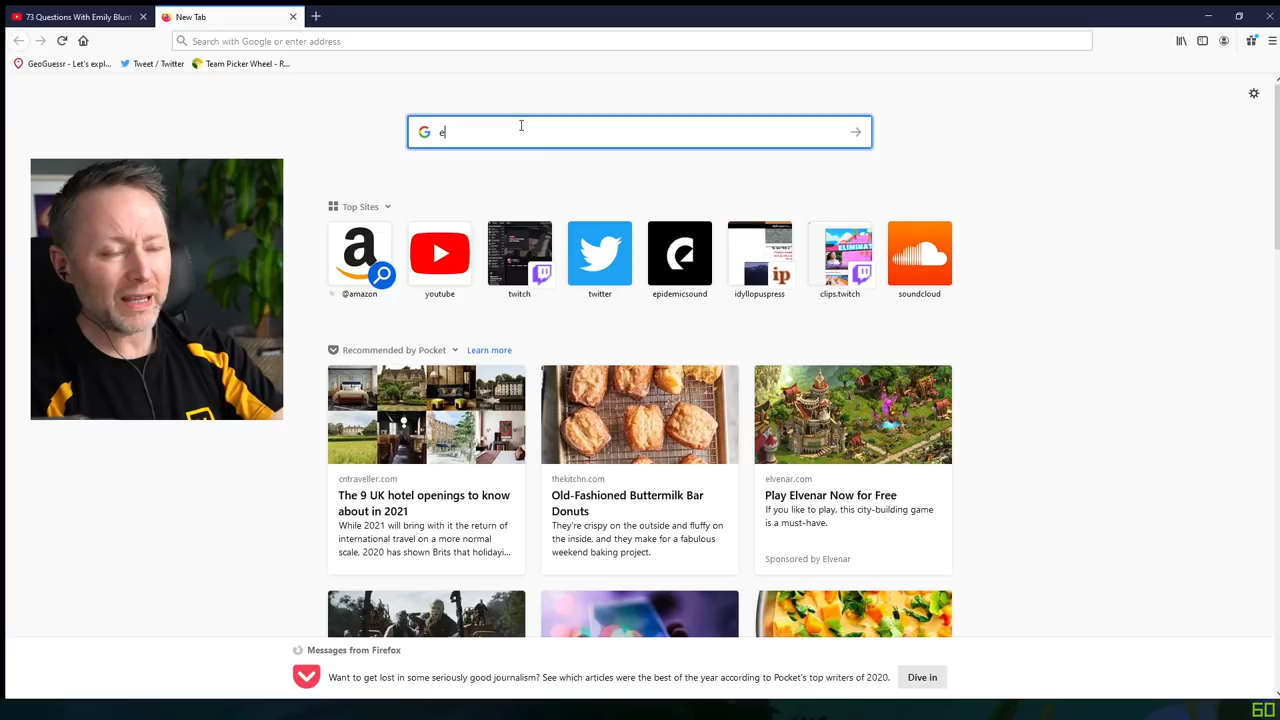 73 Questions With Emily Blunt
New Tab
Search with Google or enter address
GeoGuessr - Let's expl...
Tweet / Twitter
Team Picker Wheel - R...
e
Top Sites
@amazon
youtube
twitch
twitter
epidemicsound
idyllopuspress
clips.twitch
soundcloud
Recommended by Pocket
Learn more
cntraveller.com
The 9 UK hotel openings to know
about in 2021
While 2021 will bring with it the return of
international travel on a more normal
scale, 2020 has shown Brits that holidayi...
thekitchn.com
Old-Fashioned Buttermilk Bar
Donuts
They're crispy on the outside and fluffy on
the inside, and they make for a fabulous
weekend baking project.
elvenar.com
Play Elvenar Now for Free
If you like to play, this city-building game
is a must-have.
Sponsored by Elvenar
Messages from Firefox
Want to get lost in some seriously good journalism? See which articles were the best of the year according to Pocket's top writers of 2020.
Dive in
60